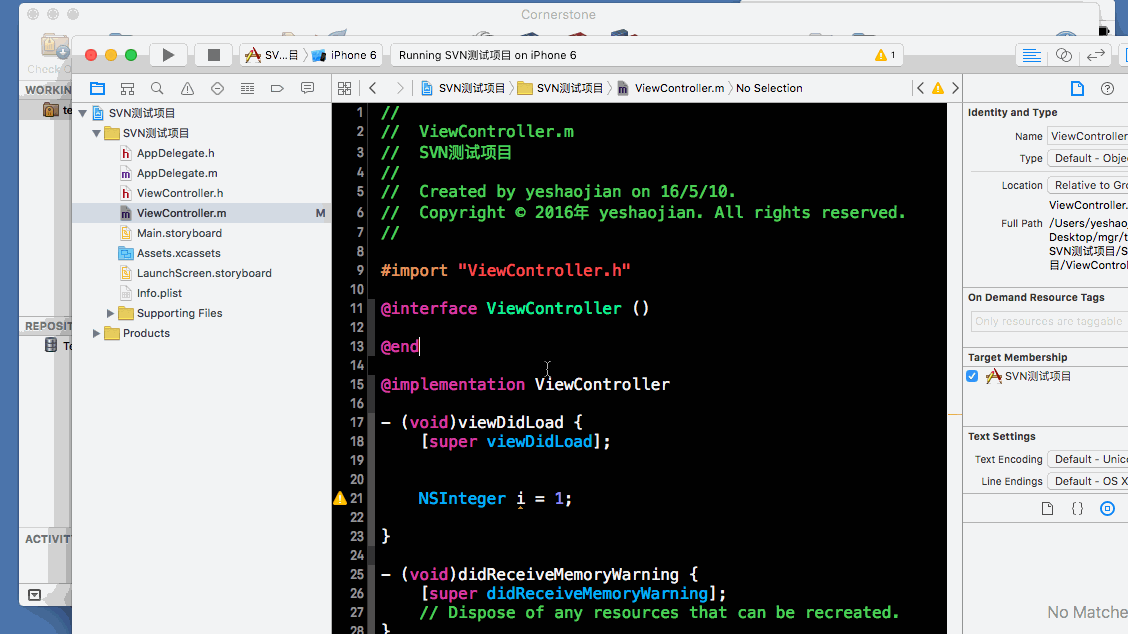 Cornerstone
Check
SV...目 iPhone 6
Running SVN测试项目 on iPhone 6
1
WORKIN
te
REPOSIT
Te
ACTIVIT
SVN测试项目
SVN测试项目
AppDelegate.h
AppDelegate.m
ViewController.h
ViewController.m M
Main.storyboard
Assets.xcassets
LaunchScreen.storyboard
Info.plist
Supporting Files
Products
SVN测试项目 SVN测试项目 ViewController.m No Selection
1 //
2 // ViewController.m
3 // SVN测试项目
4 //
5 // Created by yeshaojian on 16/5/10.
6 // Copyright © 2016年 yeshaojian. All rights reserved.
7 //
8
9 #import "ViewController.h"
10
11 @interface ViewController ()
12
13 @end
14
15 @implementation ViewController
16
17 - (void)viewDidLoad {
18 [super viewDidLoad];
19
20
21 NSInteger i = 1;
22
23 }
24
25 - (void)didReceiveMemoryWarning {
26 [super didReceiveMemoryWarning];
27 // Dispose of any resources that can be recreated.
28 }
Identity and Type
Name ViewController
Type Default - Obje
Location Relative to Gro
ViewController.
Full Path /Users/yeshao
Desktop/mgr/t
SVN测试项目/S
目/ViewControl
On Demand Resource Tags
Only resources are taggable
Target Membership
SVN测试项目
Text Settings
Text Encoding Default - Unico
Line Endings Default - OS X
{}
No Matche